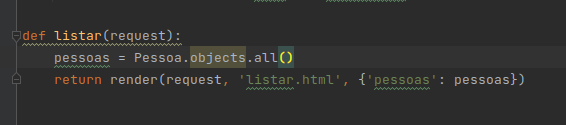 def listar(request):
    pessoas = Pessoa.objects.all()
    return render(request, 'listar.html', {'pessoas': pessoas})